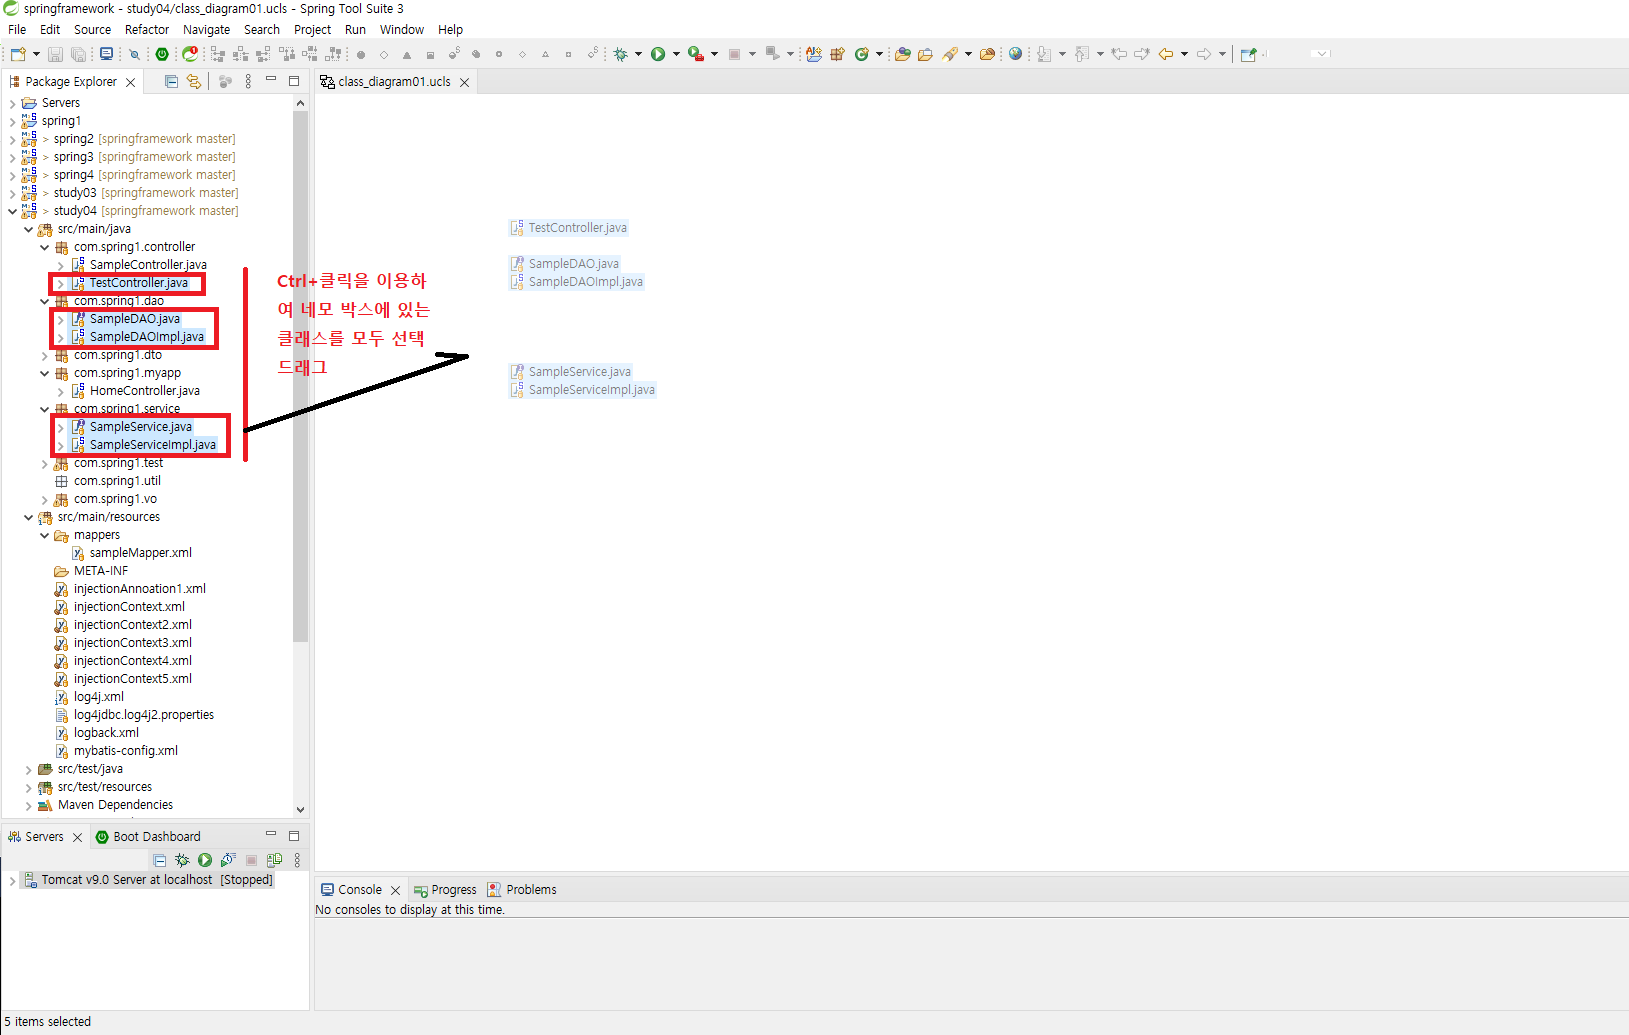 springframework - study04/class_diagram01.ucls - Spring Tool Suite 3
File Edit Source Refactor Navigate Search Project Run Window Help
Package Explorer
class_diagram01.ucls
Servers
spring1
> spring2 [springframework master]
> spring3 [springframework master]
> spring4 [springframework master]
> study03 [springframework master]
> study04 [springframework master]
src/main/java
com.spring1.controller
SampleController.java
TestController.java
com.spring1.dao
SampleDAO.java
SampleDAOImpl.java
com.spring1.dto
com.spring1.myapp
HomeController.java
com.spring1.service
SampleService.java
SampleServiceImpl.java
com.spring1.test
com.spring1.util
com.spring1.vo
src/main/resources
mappers
sampleMapper.xml
META-INF
injectionAnnoation1.xml
injectionContext.xml
injectionContext2.xml
injectionContext3.xml
injectionContext4.xml
injectionContext5.xml
log4j.xml
log4jdbc.log4j2.properties
logback.xml
mybatis-config.xml
src/test/java
src/test/resources
Maven Dependencies
Ctrl+클릭을 이용하
여 네모 박스에 있는
클래스를 모두 선택
드래그
TestController.java
SampleDAO.java
SampleDAOImpl.java
SampleService.java
SampleServiceImpl.java
Servers
Boot Dashboard
Tomcat v9.0 Server at localhost [Stopped]
Console
Progress
Problems
No consoles to display at this time.
5 items selected